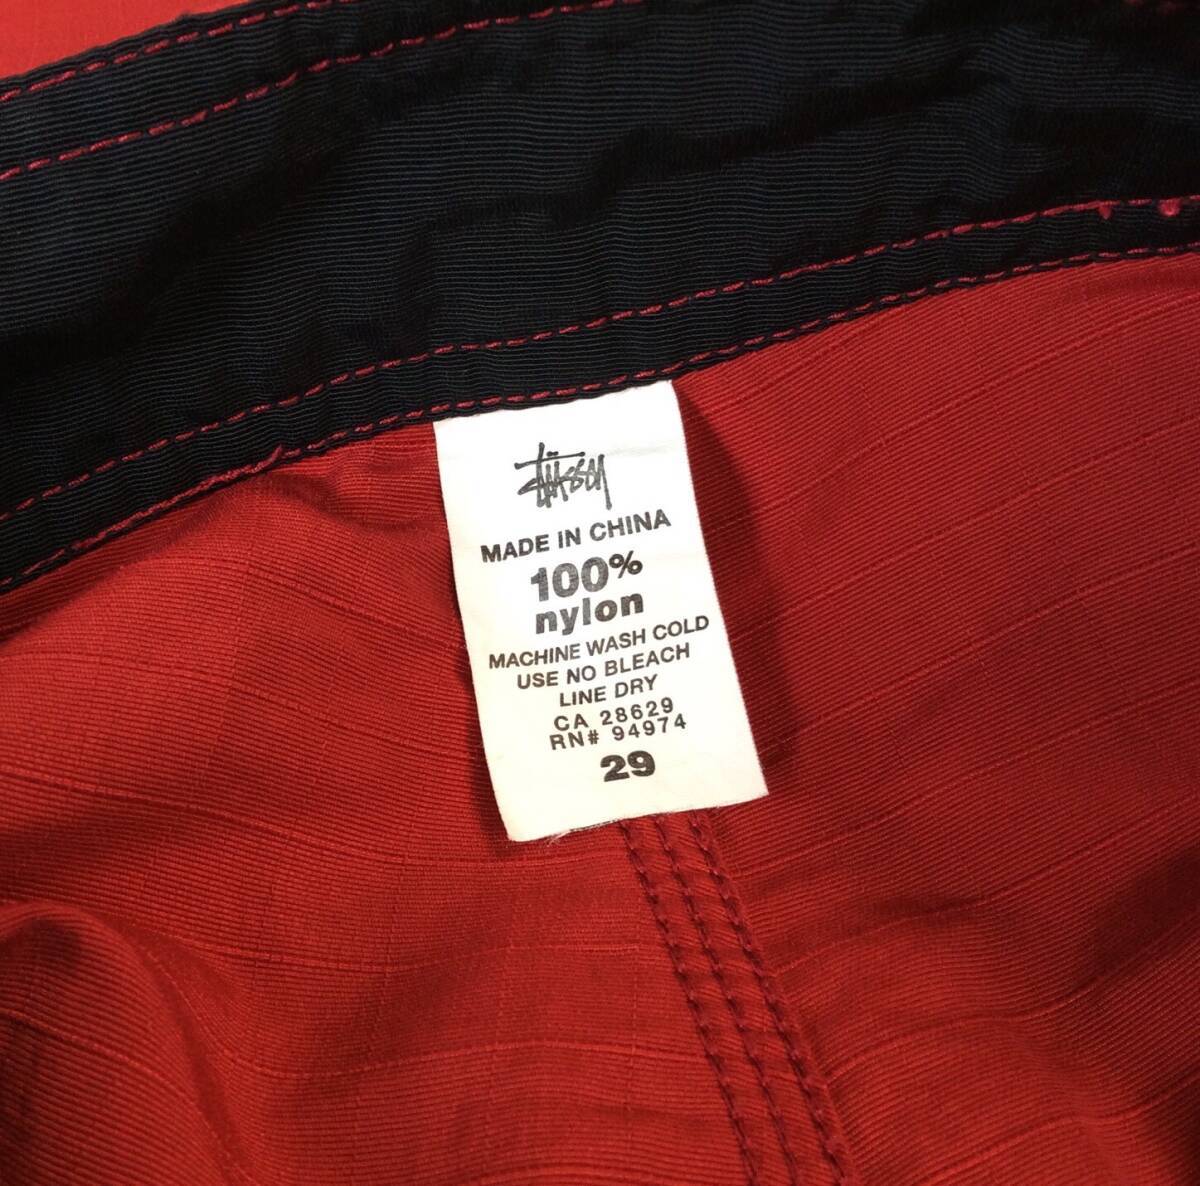 Stüssy
MADE IN CHINA
100%
nylon
MACHINE WASH COLD
USE NO BLEACH
LINE DRY
CA 28629
RN# 94974
29